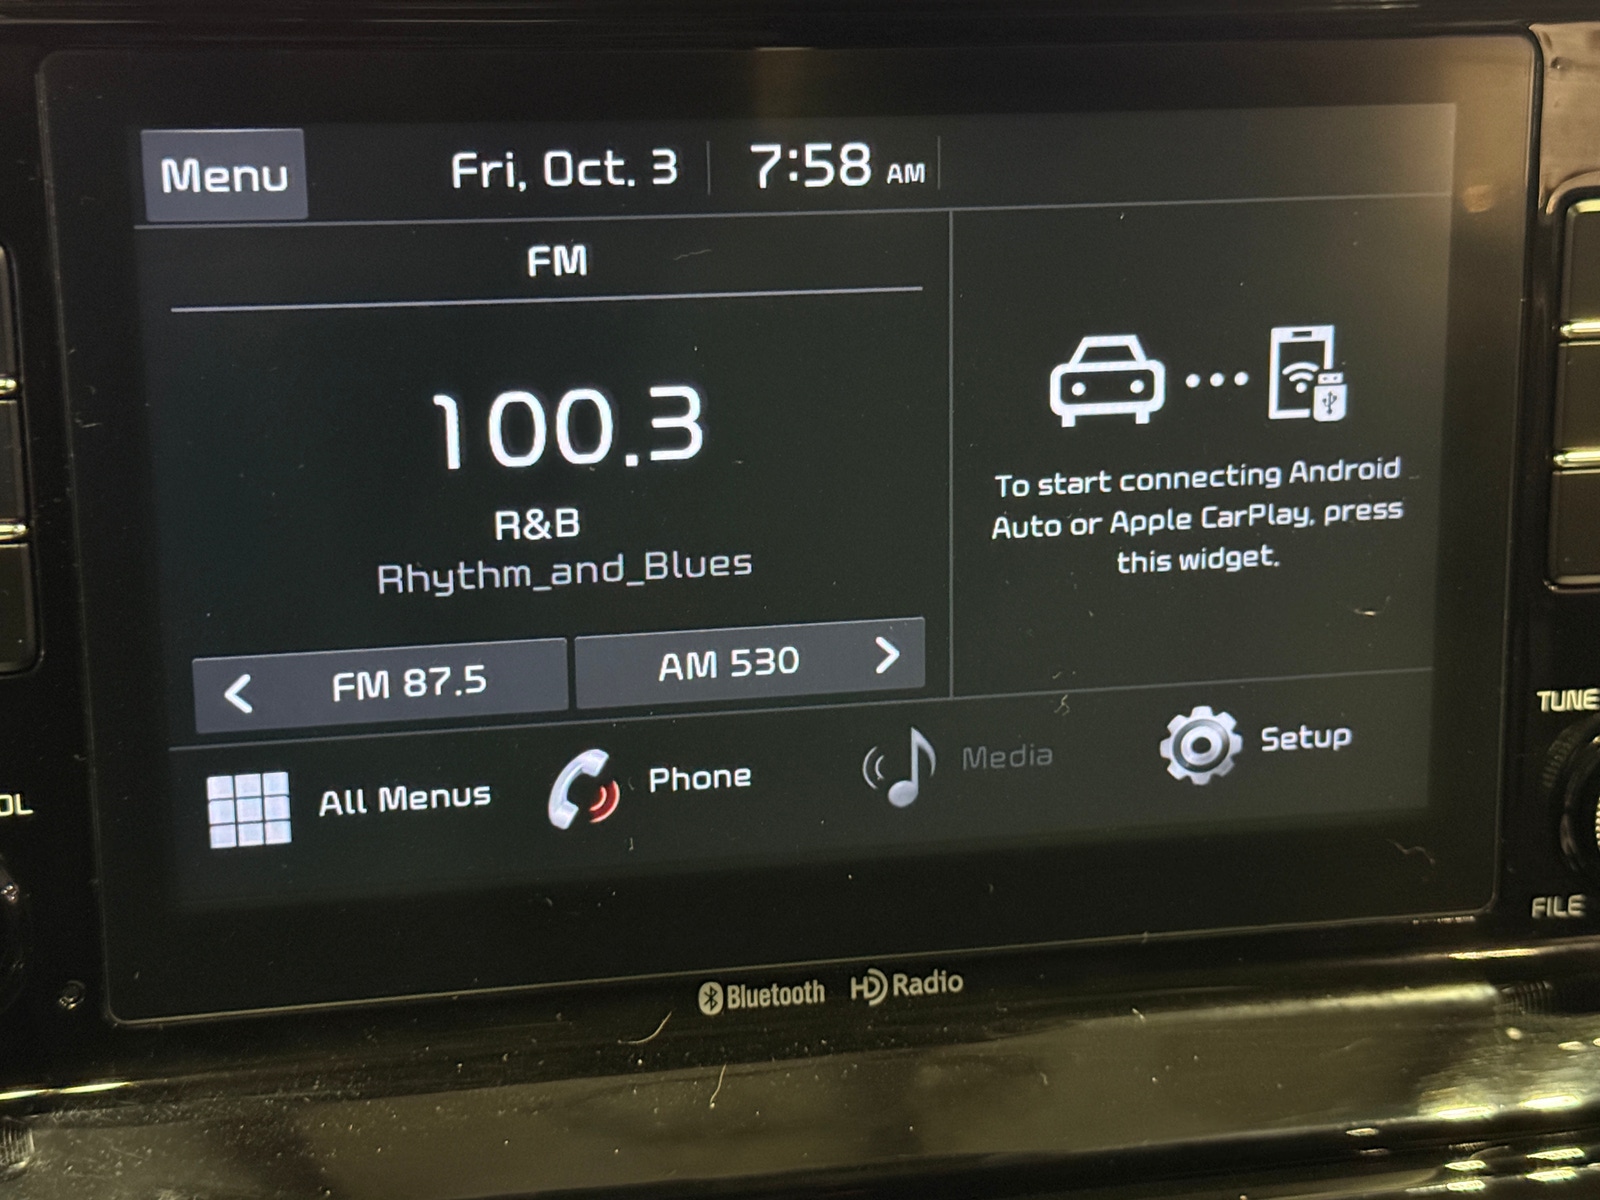 Menu
Fri, Oct. 3
7:58 AM
FM
100.3
R&B
Rhythm_and_Blues
FM 87.5
AM 530
To start connecting Android
Auto or Apple CarPlay, press
this widget.
All Menus
Phone
Media
Setup
Bluetooth
HD Radio
OL
TUNE
FILE